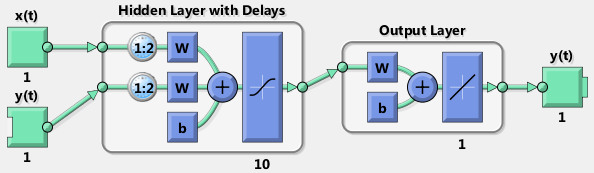 Hidden Layer with Delays
x(t)
1:2
W
1
y(t)
1:2
W
1
b
10
Output Layer
W
b
1
y(t)
1